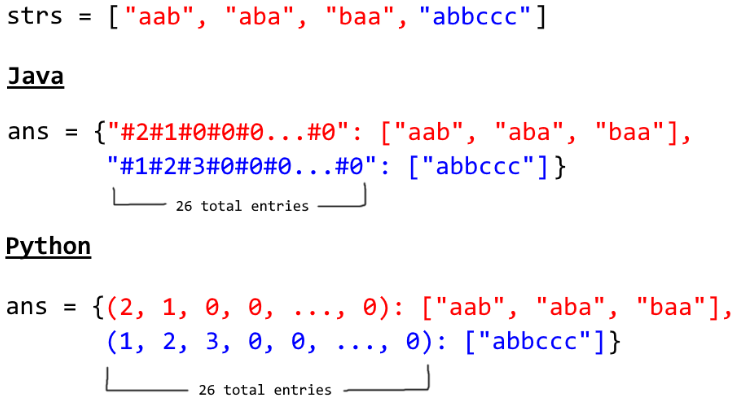 strs = ["aab", "aba", "baa", "abbccc"]
Java
ans = {"#2#1#0#0#0...#0": ["aab", "aba", "baa"],
"#1#2#3#0#0#0...#0": ["abbccc"]}
26 total entries
Python
ans = {(2, 1, 0, 0, ..., 0): ["aab", "aba", "baa"],
(1, 2, 3, 0, 0, ..., 0): ["abbccc"]}
26 total entries